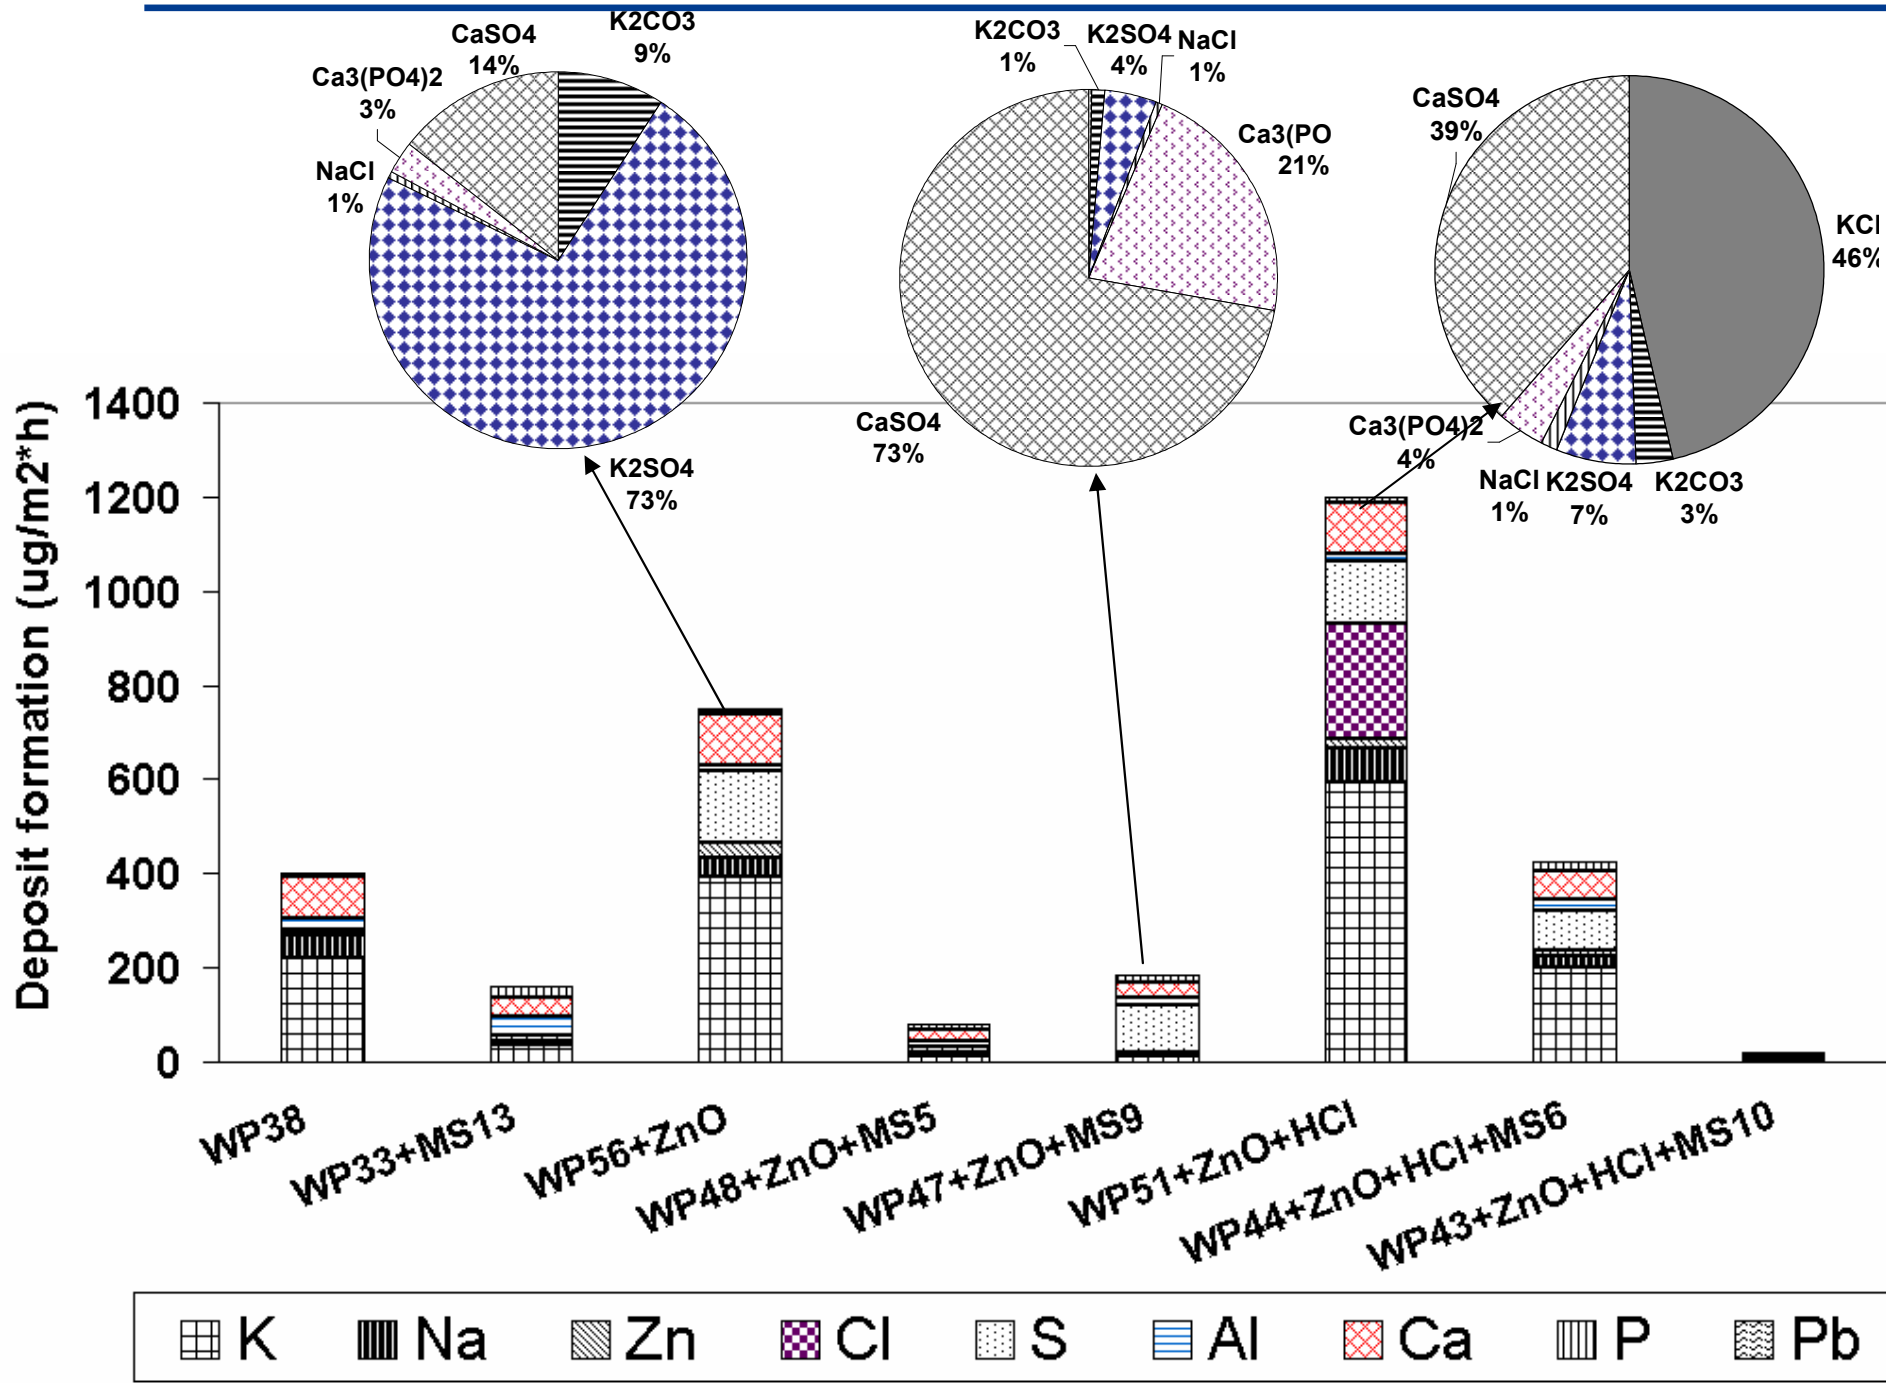 K2CO3
9%
CaSO4
14%
Ca3(PO4)2
3%
NaCl
1%
K2SO4
73%
K2CO3
1%
K2SO4
4%
NaCl
1%
Ca3(PO
21%
CaSO4
73%
CaSO4
39%
KCl
46%
Ca3(PO4)2
4%
NaCl
1%
K2SO4
7%
K2CO3
3%
Deposit formation (ug/m2*h)
1400
1200
1000
800
600
400
200
0
WP38
WP33+MS13
WP56+ZnO
WP48+ZnO+MS5
WP47+ZnO+MS9
WP51+ZnO+HCl
WP44+ZnO+HCl+MS6
WP43+ZnO+HCl+MS10
K Na Zn Cl S Al Ca P Pb